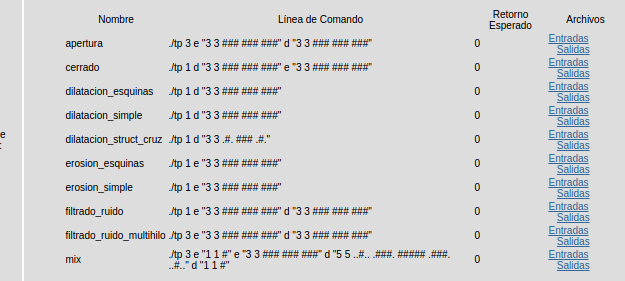 Nombre Línea de Comando Retorno Esperado Archivos
apertura ./tp 3 e "3 3 ### ### ###" d "3 3 ### ### ###" 0 Entradas Salidas
cerrado ./tp 1 d "3 3 ### ### ###" e "3 3 ### ### ###" 0 Entradas Salidas
dilatacion_esquinas ./tp 1 d "3 3 ### ### ###" 0 Entradas Salidas
dilatacion_simple ./tp 1 d "3 3 ### ### ###" 0 Entradas Salidas
e
:
dilatacion_struct_cruz ./tp 1 d "3 3 .#. ### .#." 0 Entradas Salidas
erosion_esquinas ./tp 1 e "3 3 ### ### ###" 0 Entradas Salidas
erosion_simple ./tp 1 e "3 3 ### ### ###" 0 Entradas Salidas
filtrado_ruido ./tp 1 e "3 3 ### ### ###" d "3 3 ### ### ###" 0 Entradas Salidas
filtrado_ruido_multihilo ./tp 3 e "3 3 ### ### ###" d "3 3 ### ### ###" 0 Entradas Salidas
mix ./tp 3 e "1 1 #" e "3 3 ### ### ###" d "5 5 ..#.. .###. ##### .###.
..#.." d "1 1 #" 0 Entradas Salidas